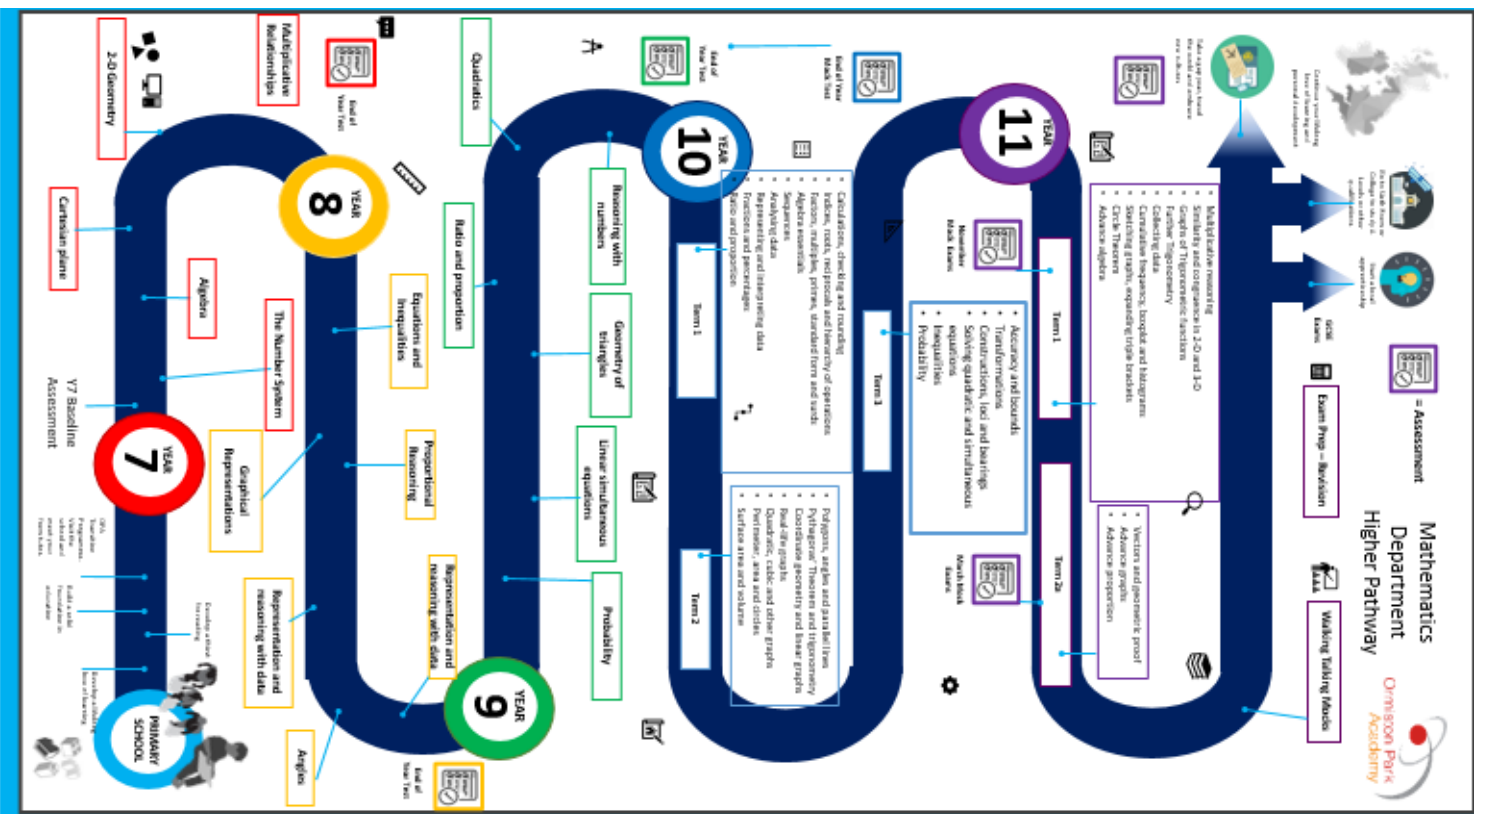 Mathematics
Department
Higher Pathway
Ormiston Park
Academy
= Assessment
GCSE
Exams
Exam Prep – Revision
Walking Talking Mocks
YEAR
11
Term 1
Multiplicative reasoning
Similarity and congruence in 2-D and 3-D
Graphs of Trigonometric functions
Further Trigonometry
Collecting data
Cumulative frequency, boxplot and histograms
Sketching graphs, expanding triple brackets
Circle Theorem
Advance algebra
Term 2a
Vectors and geometric proof
Advance graphs
Advance proportion
November
Mock Exams
March Mock
Exams
Term 3
Accuracy and bounds
Transformations
Constructions, loci and bearings
Solving quadratic and simultaneous
equations
Inequalities
Probability
End of Year
Mock Test
YEAR
10
Term 1
Calculations, checking and rounding
Indices, roots, reciprocals and hierarchy of operations
Factors, multiples, primes, standard form and surds
Algebra essentials
Sequences
Analysing data
Representing and interpreting data
Fractions and percentages
Ratio and proportion
Term 2
Polygons, angles and parallel lines
Pythagoras' Theorem and trigonometry
Coordinate geometry and linear graphs
Real-life graphs
Quadratic, cubic and other graphs
Perimeter, area and circles
Surface area and volume
End of
Year Test
Quadratics
Reasoning with
numbers
Ratio and proportion
Geometry of
triangles
Linear simultaneous
equations
Probability
YEAR
9
End of
Year Test
Representation and
reasoning with data
Angles
Representation and
reasoning with data
Proportional
Reasoning
Graphical
Representations
Equations and
Inequalities
YEAR
8
End of
Year Test
Multiplicative
Relationships
2-D Geometry
Cartesian plane
Algebra
The Number System
Y7 Baseline
Assessment
YEAR
7
PRIMARY
SCHOOL